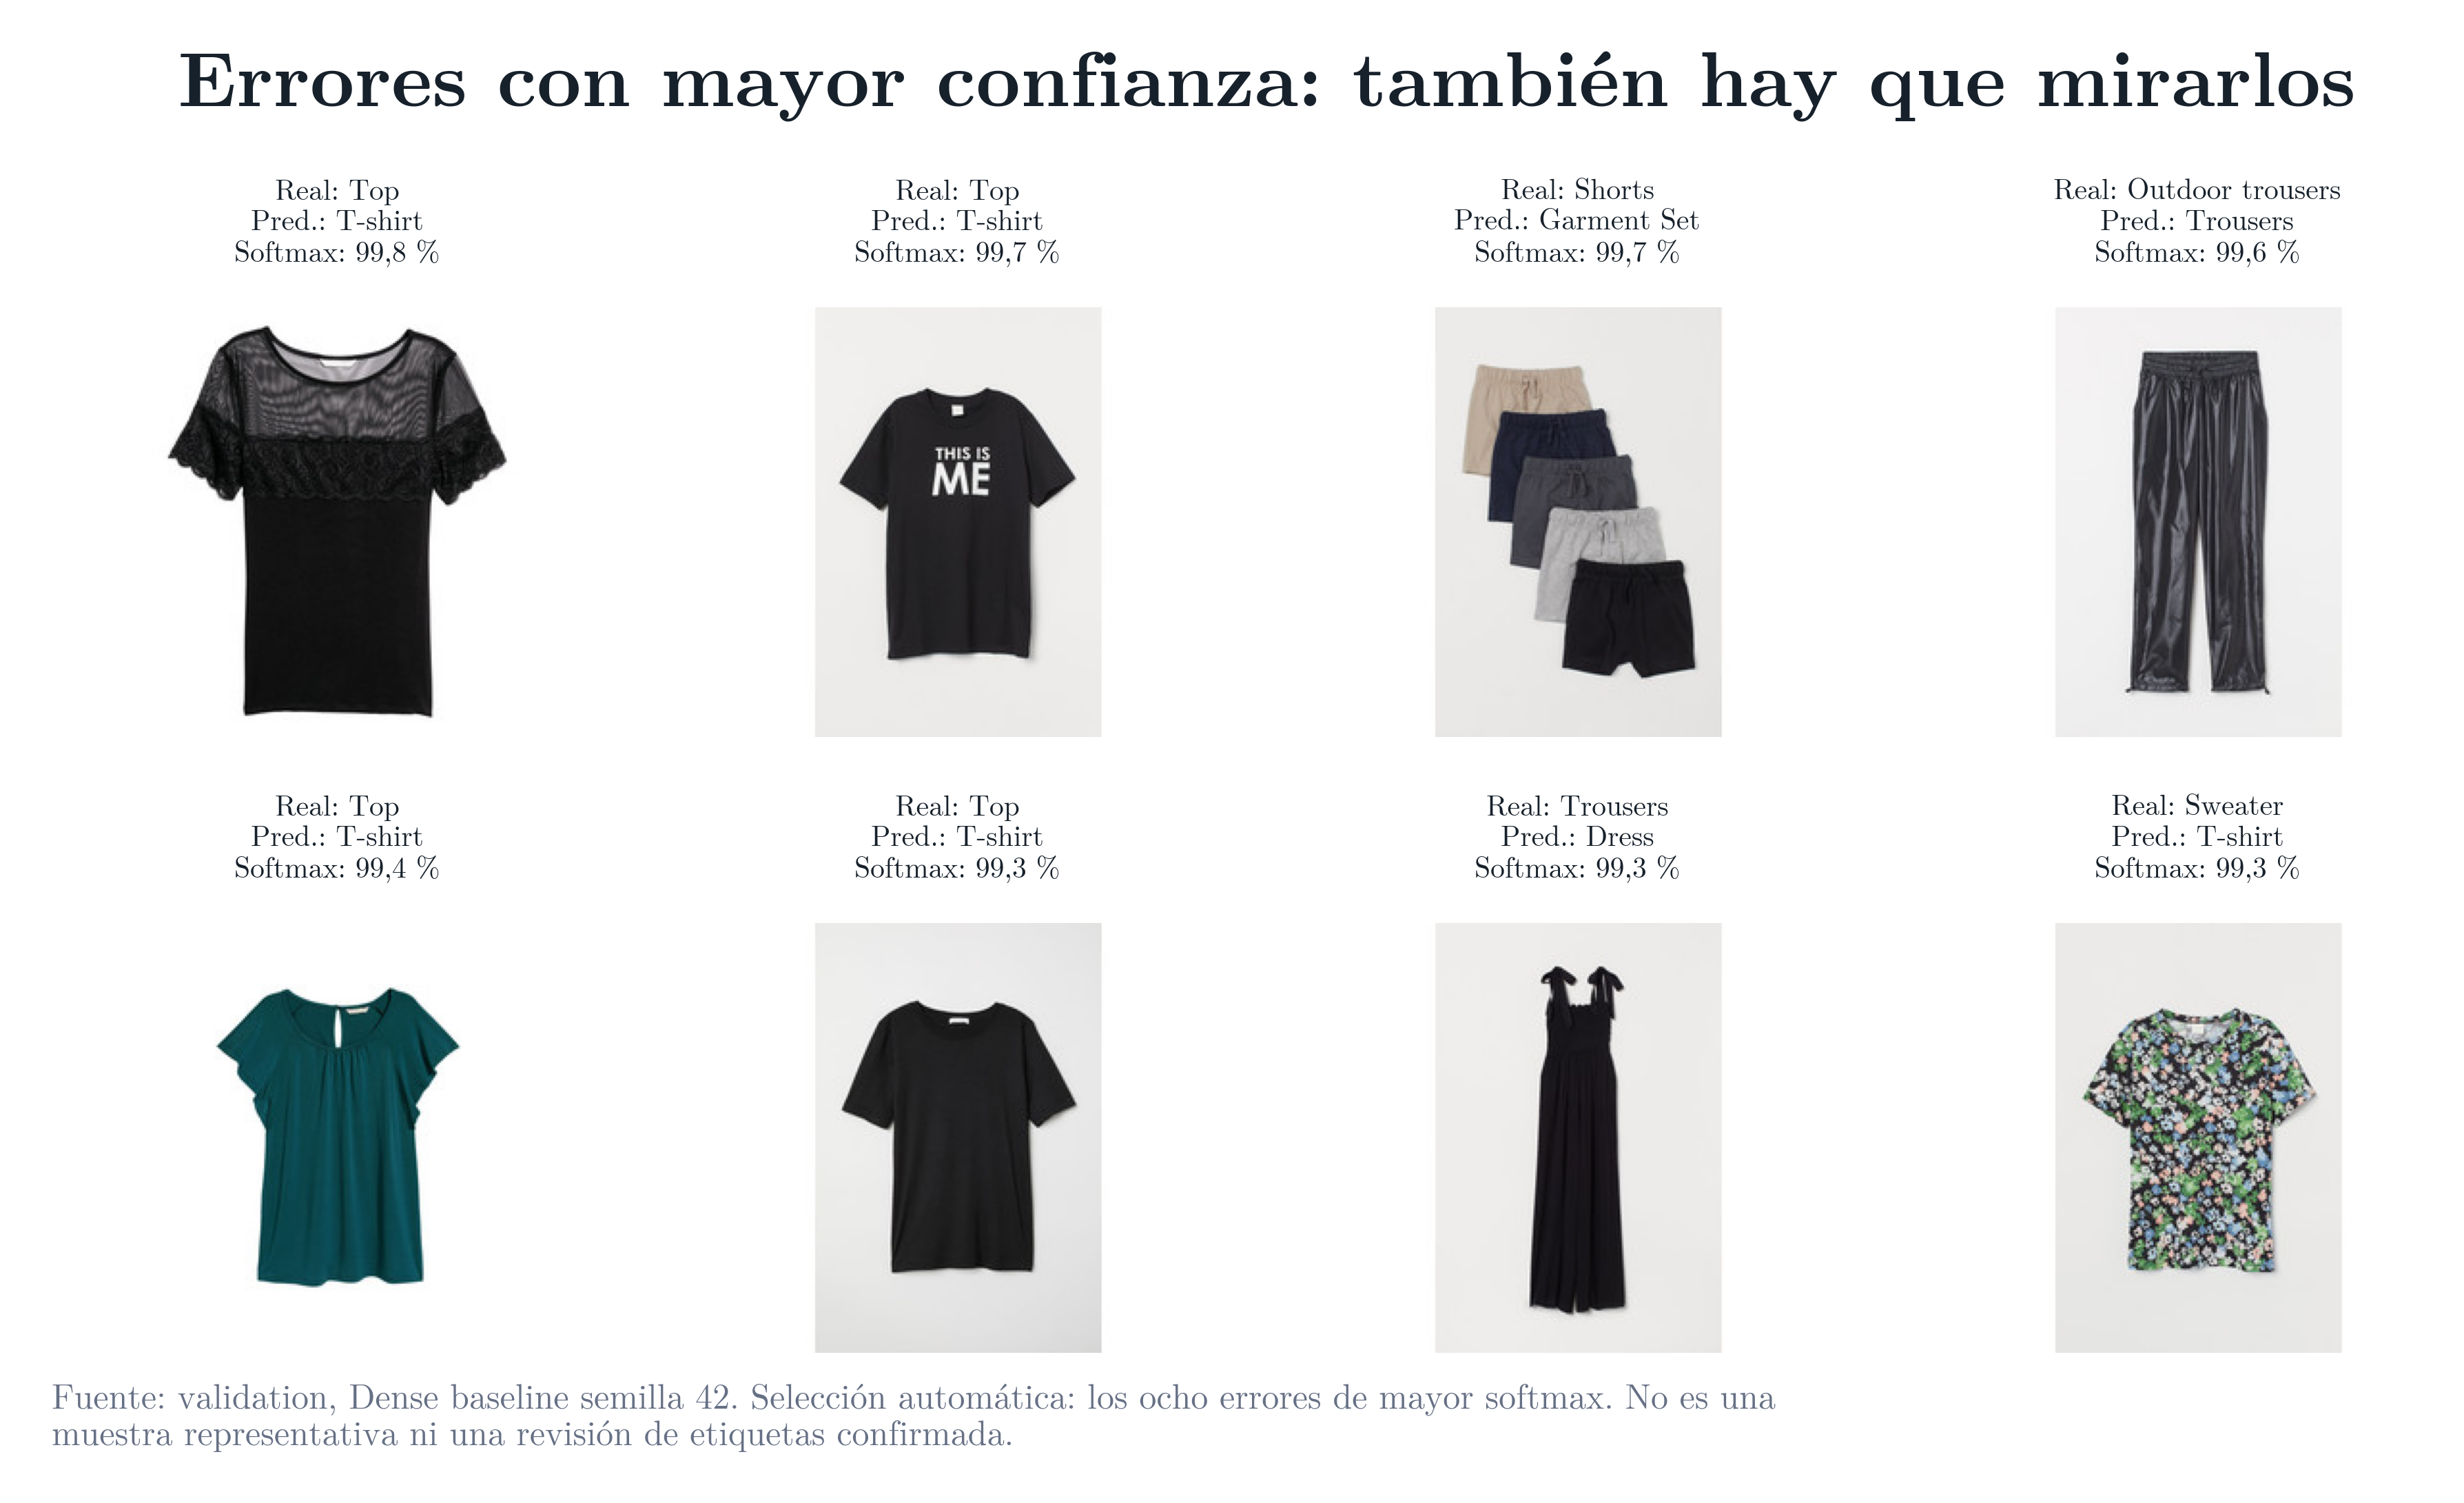 Errores con mayor confianza: también hay que mirarlos
Real: Top
Pred.: T-shirt
Softmax: 99,8 %
Real: Top
Pred.: T-shirt
Softmax: 99,7 %
Real: Shorts
Pred.: Garment Set
Softmax: 99,7 %
Real: Outdoor trousers
Pred.: Trousers
Softmax: 99,6 %
THIS IS
ME
Real: Top
Pred.: T-shirt
Softmax: 99,4 %
Real: Top
Pred.: T-shirt
Softmax: 99,3 %
Real: Trousers
Pred.: Dress
Softmax: 99,3 %
Real: Sweater
Pred.: T-shirt
Softmax: 99,3 %
Fuente: validation, Dense baseline semilla 42. Selección automática: los ocho errores de mayor softmax. No es una
muestra representativa ni una revisión de etiquetas confirmada.